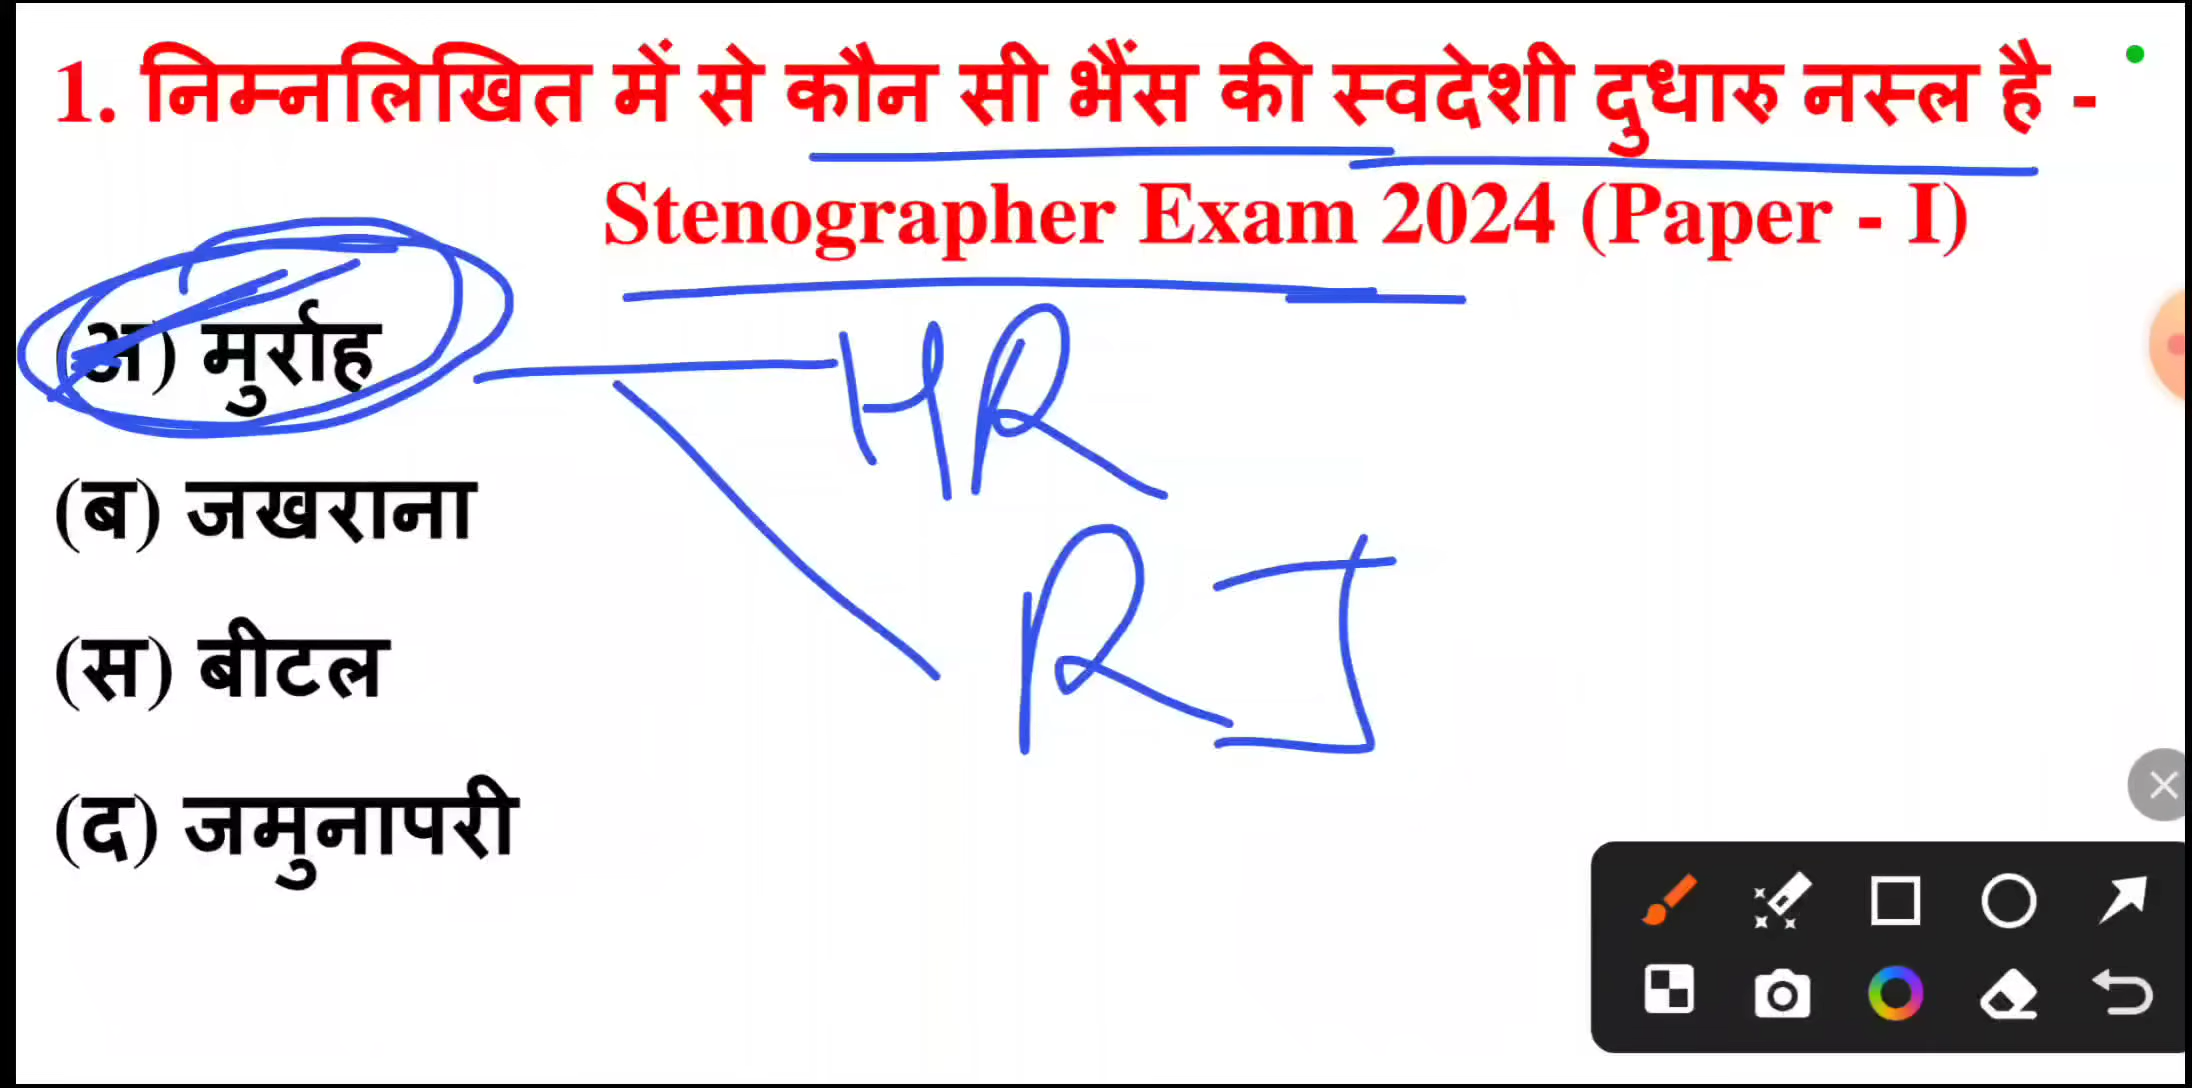 1. निम्नलिखित में से कौन सी भैंस की स्वदेशी दुधारु नस्ल है -
Stenographer Exam 2024 (Paper - I)
(अ) मुर्राह
HR
(ब) जखराना
RJ
(स) बीटल
(द) जमुनापरी